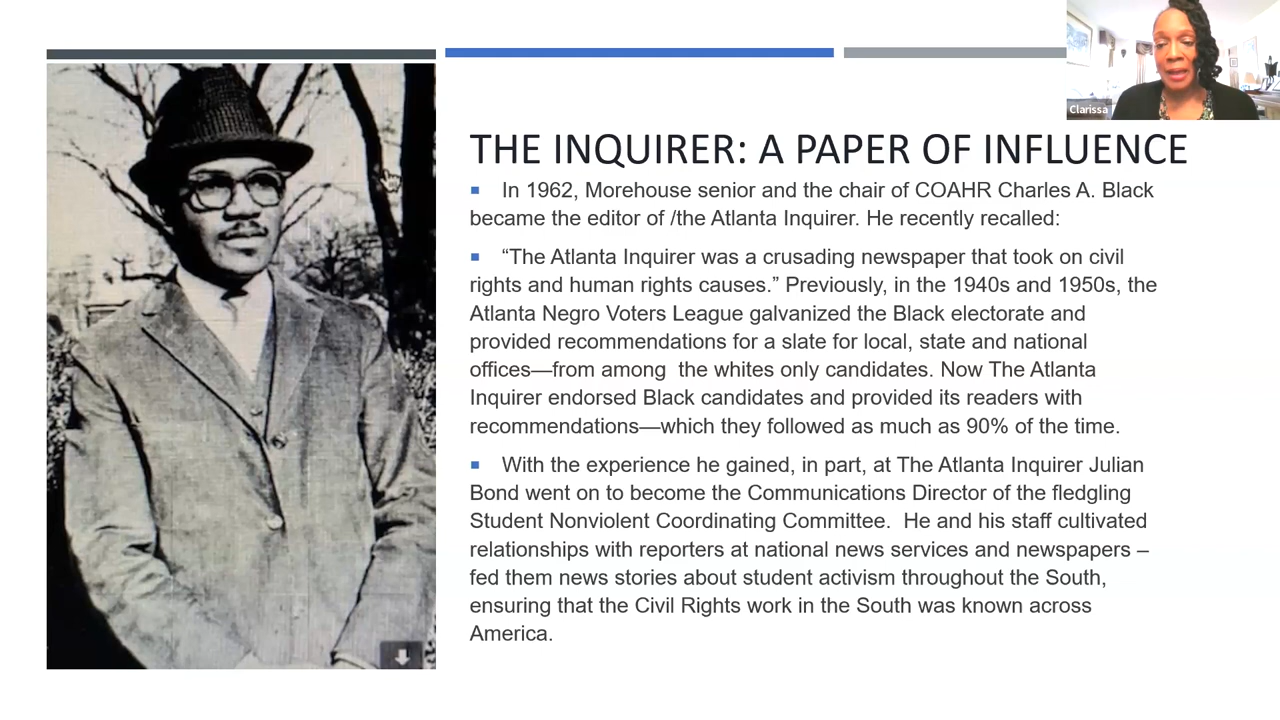 Clarissa
THE INQUIRER: A PAPER OF INFLUENCE
In 1962, Morehouse senior and the chair of COAHR Charles A. Black
became the editor of /the Atlanta Inquirer. He recently recalled:
“The Atlanta Inquirer was a crusading newspaper that took on civil
rights and human rights causes.” Previously, in the 1940s and 1950s, the
Atlanta Negro Voters League galvanized the Black electorate and
provided recommendations for a slate for local, state and national
offices—from among  the whites only candidates. Now The Atlanta
Inquirer endorsed Black candidates and provided its readers with
recommendations—which they followed as much as 90% of the time.
With the experience he gained, in part, at The Atlanta Inquirer Julian
Bond went on to become the Communications Director of the fledgling
Student Nonviolent Coordinating Committee.  He and his staff cultivated
relationships with reporters at national news services and newspapers –
fed them news stories about student activism throughout the South,
ensuring that the Civil Rights work in the South was known across
America.